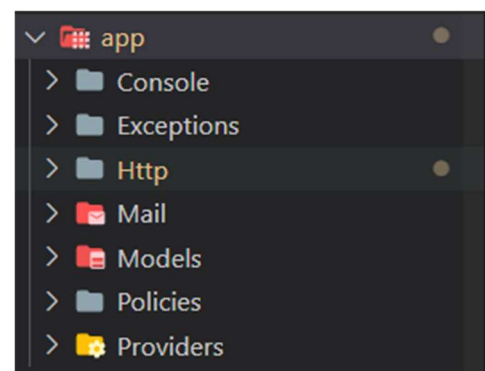 app
Console
Exceptions
Http
Mail
Models
Policies
Providers